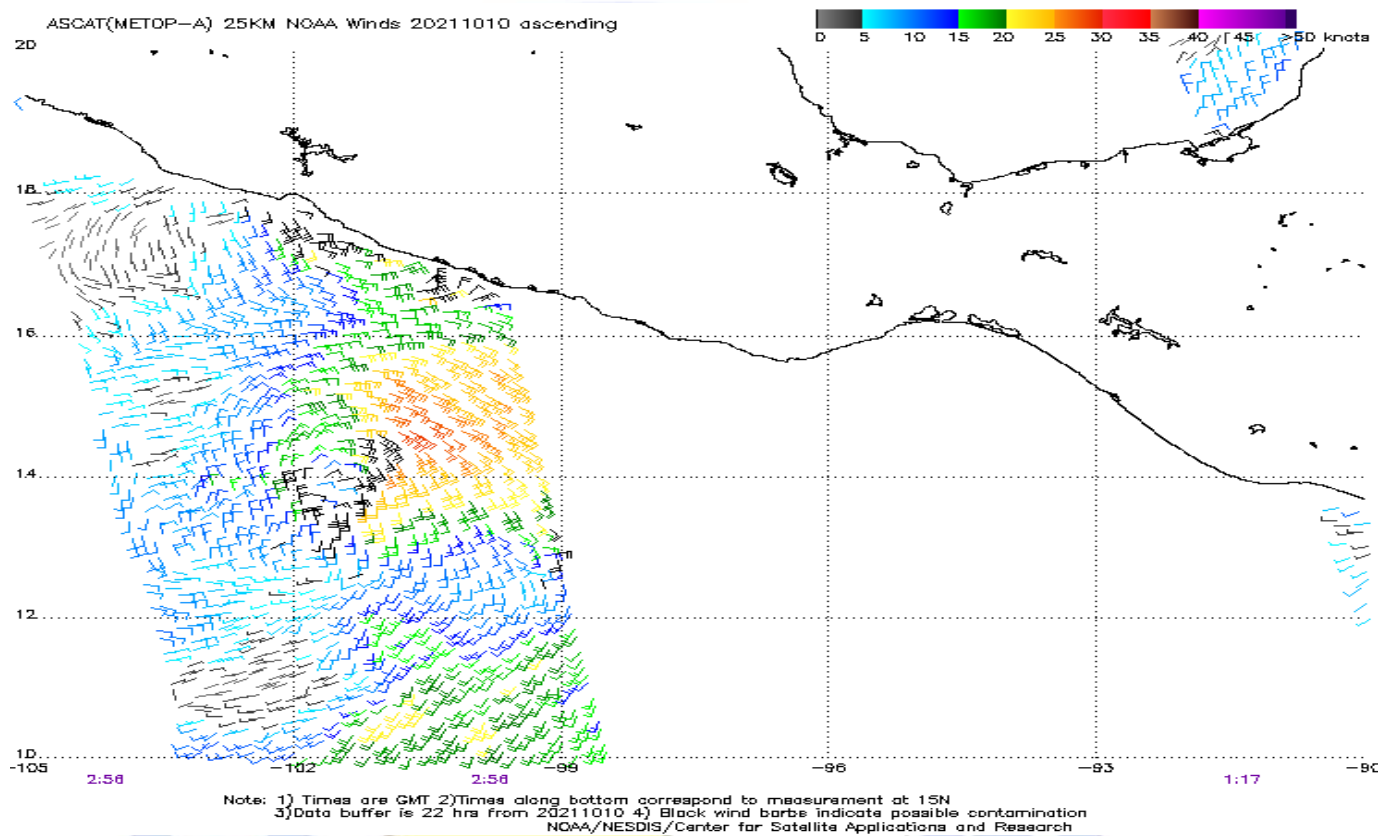 ASCAT(METOP-A) 25KM NOAA Winds 20211010 ascending
0 5 10 15 20 25 30 35 40 45 >50 knots
20
18
16
14
12
10
-105 -102 -99 -96 -93 -90
2:56 2:56 1:17
Note: 1) Times are GMT 2)Times along bottom correspond to measurement at 15N
3)Data buffer is 22 hrs from 20211010 4) Black wind barbs indicate possible contamination
NOAA/NESDIS/Center for Satellite Applications and Research